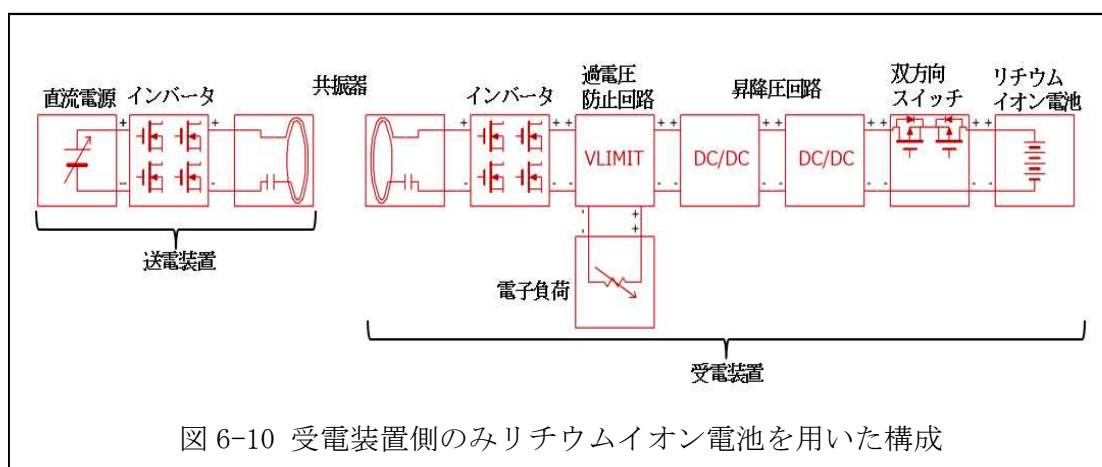 直流電源
インバータ
共振器
インバータ
過電圧
防止回路
昇降圧回路
双方向
スイッチ
リチウム
イオン電池
VLIMIT
DC/DC
DC/DC
送電装置
電子負荷
受電装置
図 6-10 受電装置側のみリチウムイオン電池を用いた構成